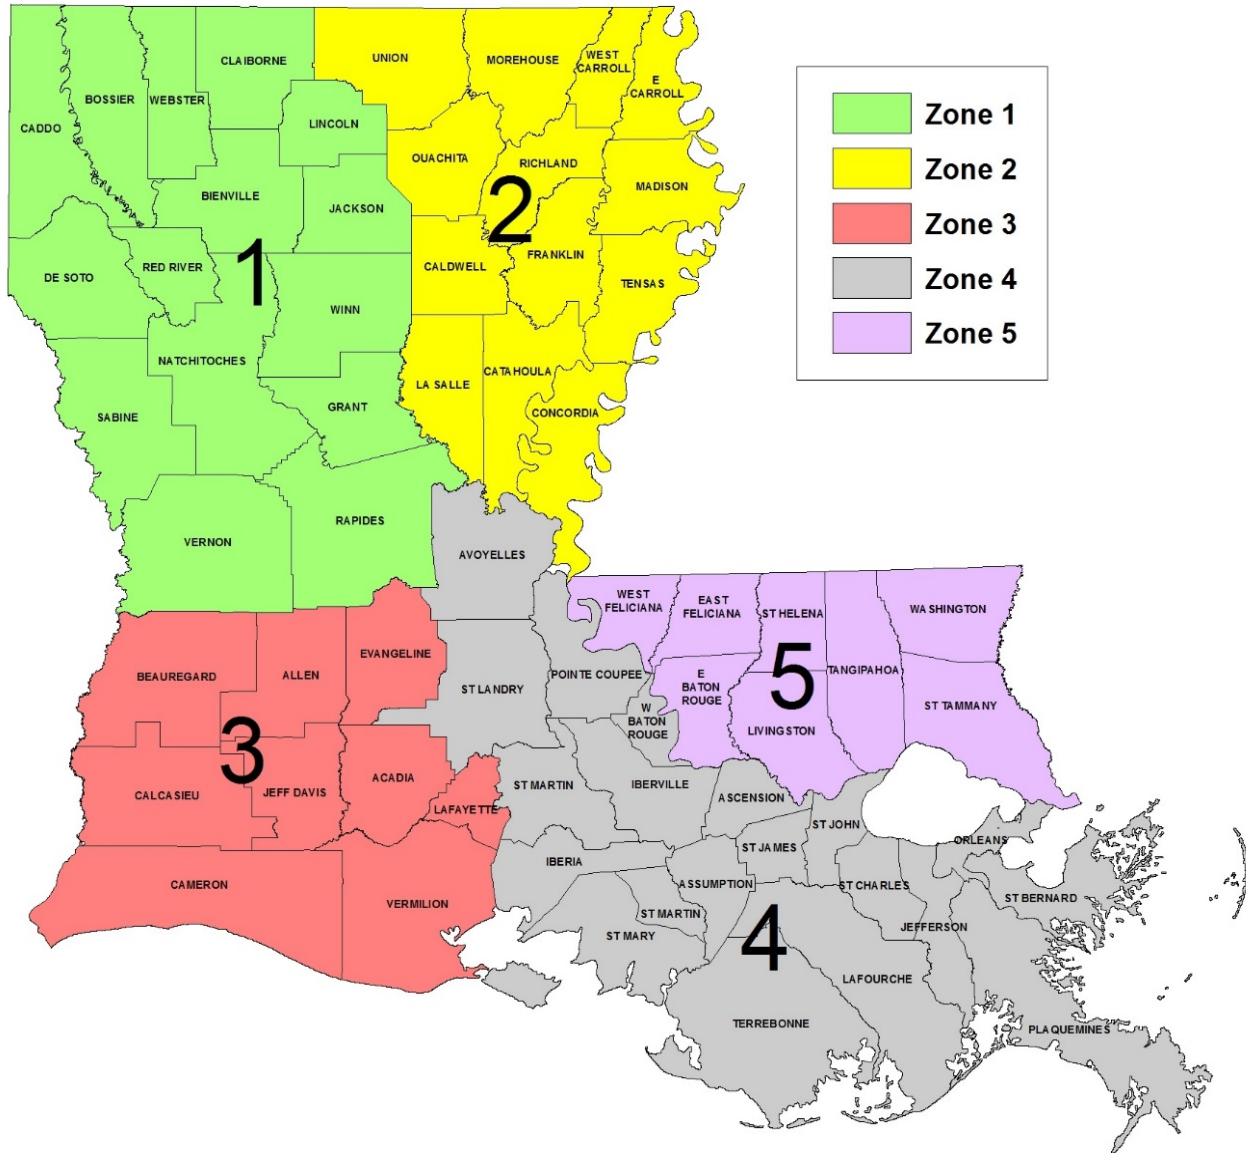 CLAIBORNE
UNION
MOREHOUSE
WEST
CARROLL
E
CARROLL
CADDO
BOSSIER
WEBSTER
LINCOLN
OUACHITA
RICHLAND
MADISON
BIENVILLE
JACKSON
2
DE SOTO
RED RIVER
1
CALDWELL
FRANKLIN
TENSAS
WINN
NATCHITOCHES
LA SALLE
CATAHOULA
SABINE
GRANT
CONCORDIA
VERNON
RAPIDES
AVOYELLES
WEST
FELICIANA
EAST
FELICIANA
ST HELENA
WASHINGTON
BEAUREGARD
ALLEN
EVANGELINE
ST LANDRY
POINTE COUPEE
E
BATON
ROUGE
5
TANGIPAHOA
ST TAMMANY
W
BATON
ROUGE
LIVINGSTON
3
CALCASIEU
JEFF DAVIS
ACADIA
LAFAYETTE
ST MARTIN
IBERVILLE
ASCENSION
ST JOHN
ORLEANS
CAMERON
VERMILION
IBERIA
ST JAMES
ASSUMPTION
ST CHARLES
ST BERNARD
ST MARTIN
ST MARY
4
JEFFERSON
LAFOURCHE
TERREBONNE
PLAQUEMINES
Zone 1
Zone 2
Zone 3
Zone 4
Zone 5